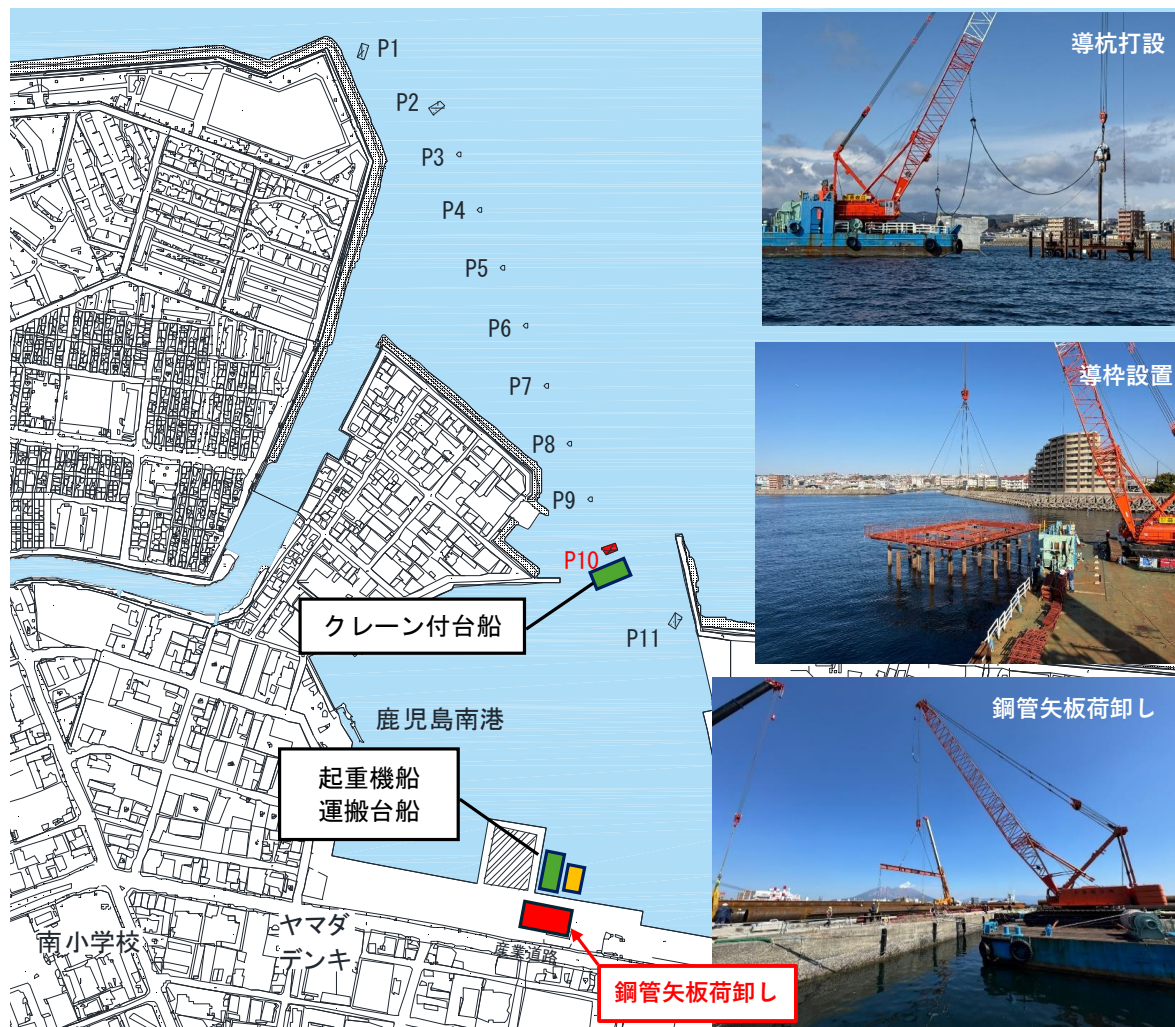 P1
導杭打設
P2
P3
P4
P5
P6
P7
導枠設置
P8
P9
P10
クレーン付台船
P11
鹿児島南港
鋼管矢板荷卸し
起重機船
運搬台船
ヤマダ
デンキ
南小学校
産業道路
鋼管矢板荷卸し